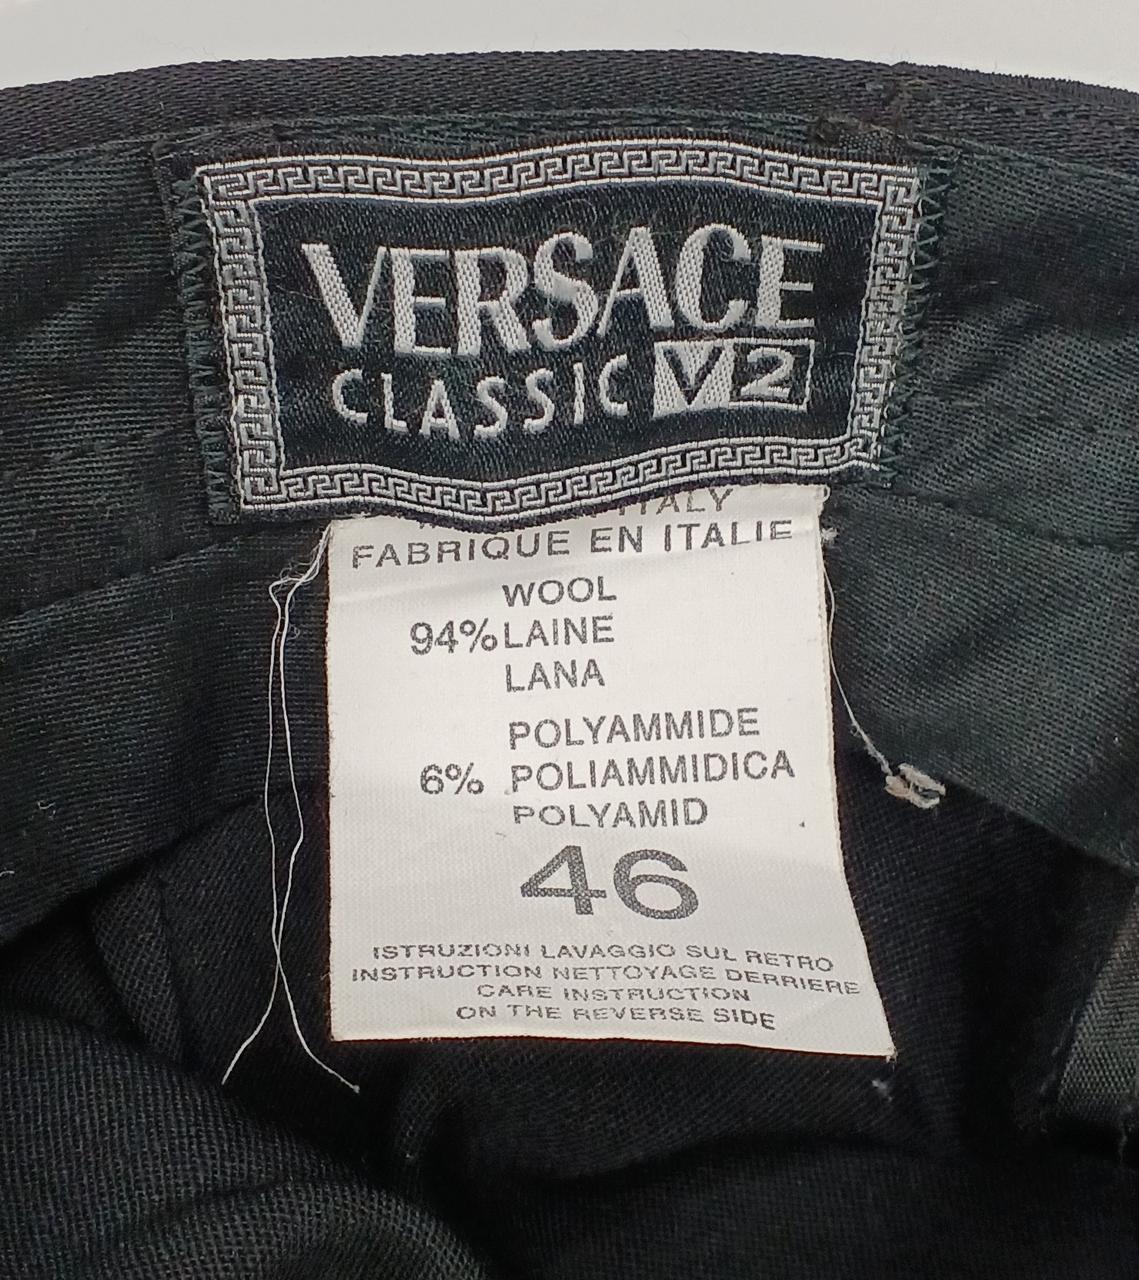 VERSACE
CLASSIC V2
ITALY
FABRIQUE EN ITALIE
WOOL
94% LAINE
LANA
POLYAMMIDE
6% POLIAMMIDICA
POLYAMID
46
ISTRUZIONI LAVAGGIO SUL RETRO
INSTRUCTION NETTOYAGE DERRIERE
CARE INSTRUCTION
ON THE REVERSE SIDE